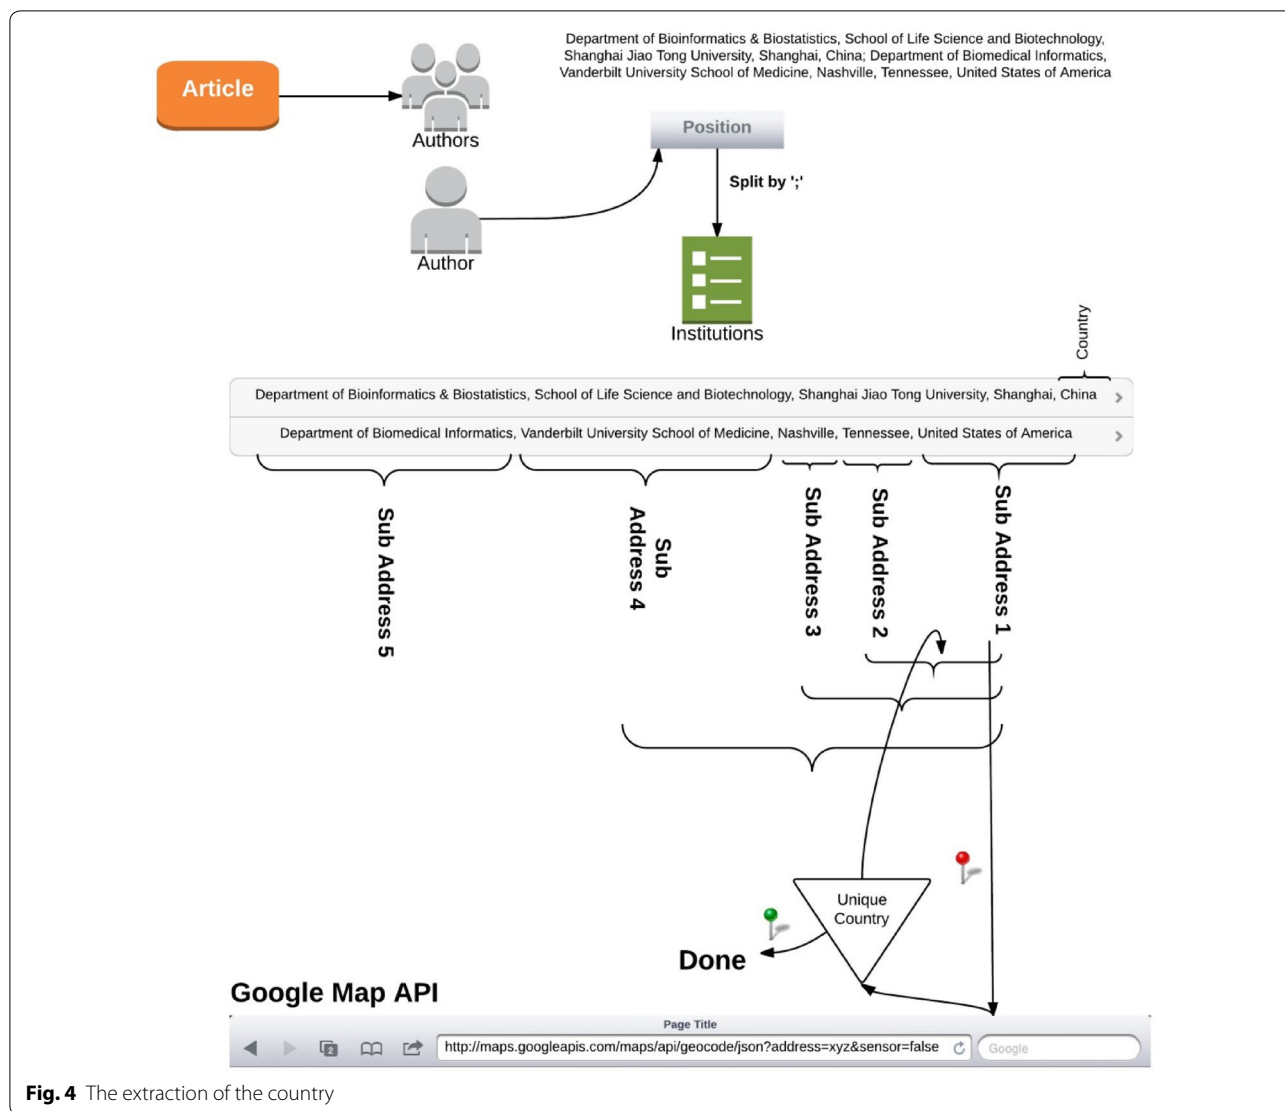 Department of Bioinformatics & Biostatistics, School of Life Science and Biotechnology,
Shanghai Jiao Tong University, Shanghai, China; Department of Biomedical Informatics,
Vanderbilt University School of Medicine, Nashville, Tennessee, United States of America
Article
Authors
Position
Split by ';'
Author
Institutions
Country
Department of Bioinformatics & Biostatistics, School of Life Science and Biotechnology, Shanghai Jiao Tong University, Shanghai, China
Department of Biomedical Informatics, Vanderbilt University School of Medicine, Nashville, Tennessee, United States of America
Sub Address 5
Sub
Address 4
Sub Address 3
Sub Address 2
Sub Address 1
Unique
Country
Done
Google Map API
Page Title
2
http://maps.googleapis.com/maps/api/geocode/json?address=xyz&sensor=false
Google
Fig. 4 The extraction of the country